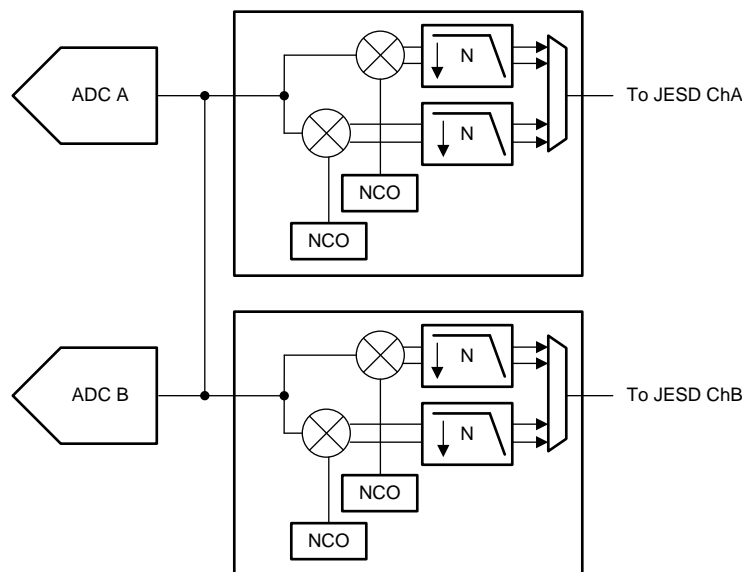 N
ADC A
To JESD ChA
N
NCO
NCO
N
ADC B
To JESD ChB
N
NCO
NCO